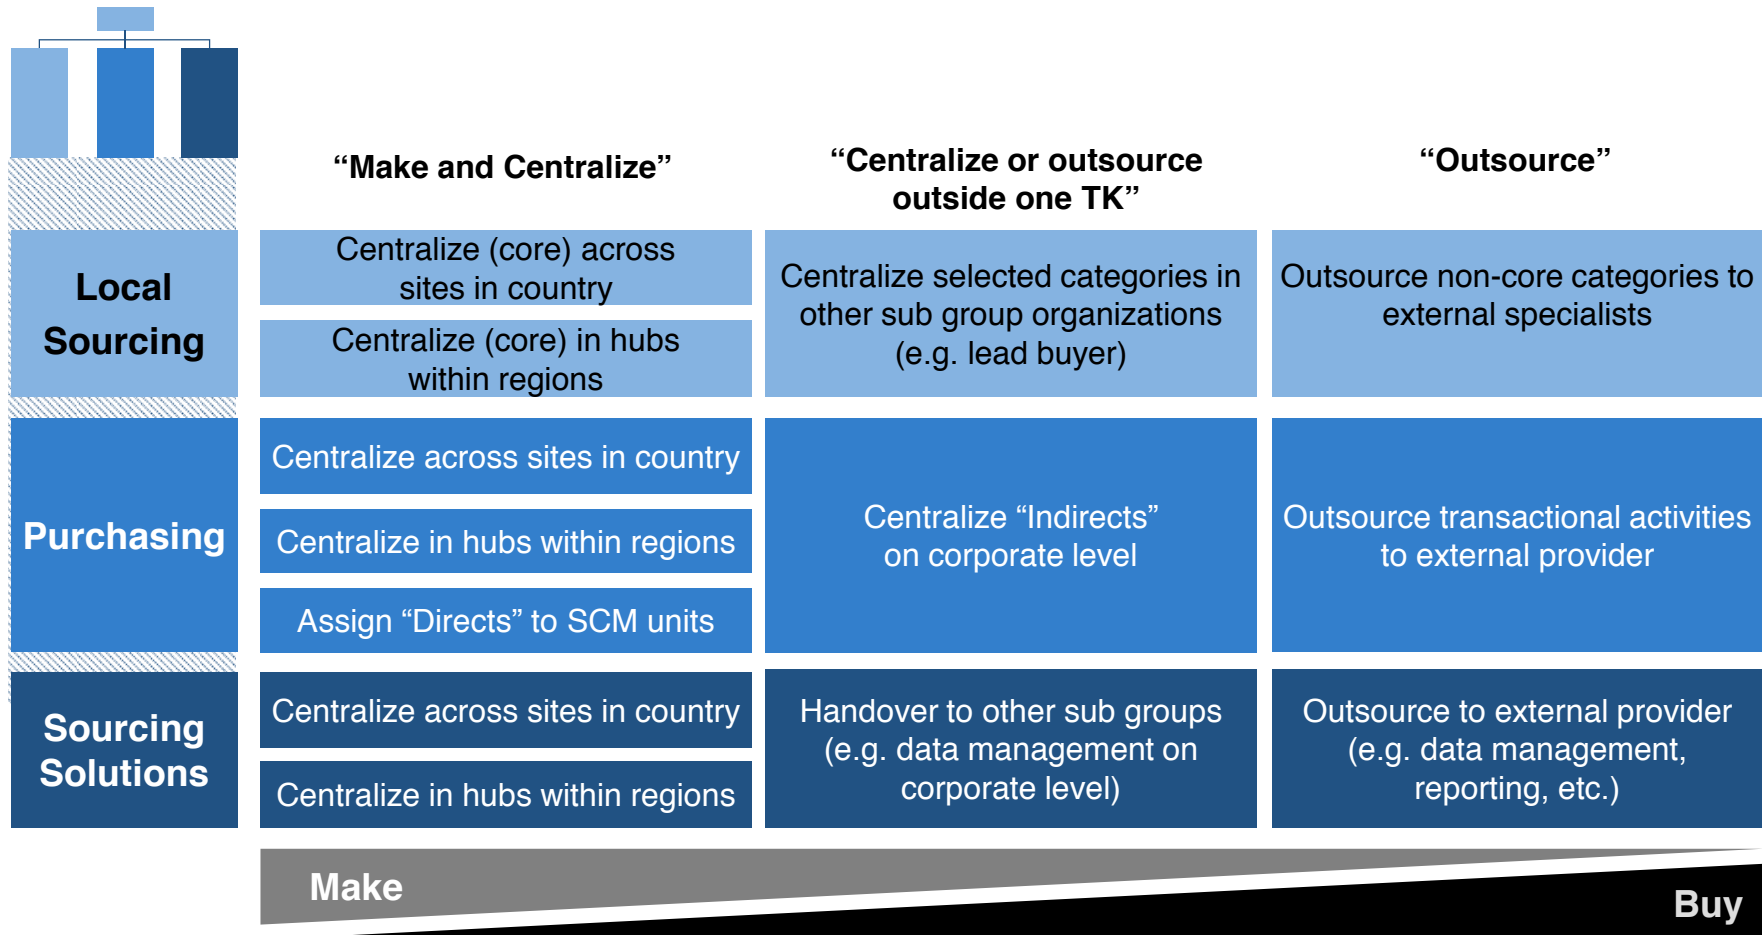 “Make and Centralize”
“Centralize or outsource
outside one TK”
“Outsource”
Local
Sourcing
Centralize (core) across
sites in country
Centralize (core) in hubs
within regions
Centralize selected categories in
other sub group organizations
(e.g. lead buyer)
Outsource non-core categories to
external specialists
Purchasing
Centralize across sites in country
Centralize in hubs within regions
Assign “Directs” to SCM units
Centralize “Indirects”
on corporate level
Outsource transactional activities
to external provider
Sourcing
Solutions
Centralize across sites in country
Centralize in hubs within regions
Handover to other sub groups
(e.g. data management on
corporate level)
Outsource to external provider
(e.g. data management,
reporting, etc.)
Make
Buy